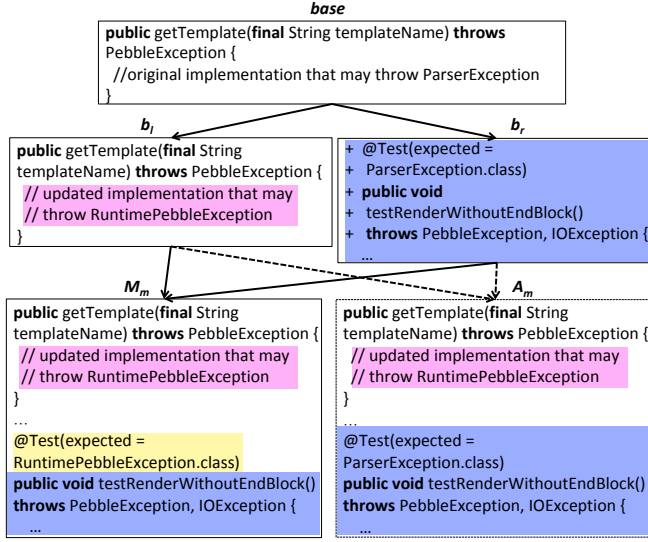 base
public getTemplate(final String templateName) throws
PebbleException {
//original implementation that may throw ParserException
}
bl
br
public getTemplate(final String
templateName) throws PebbleException {
// updated implementation that may
// throw RuntimePebbleException
}
+ @Test(expected =
+ ParserException.class)
+ public void
+ testRenderWithoutEndBlock()
+ throws PebbleException, IOException {
...
Mm
Am
public getTemplate(final String
templateName) throws PebbleException {
// updated implementation that may
// throw RuntimePebbleException
}
...
@Test(expected =
RuntimePebbleException.class)
public void testRenderWithoutEndBlock()
throws PebbleException, IOException {
...
public getTemplate(final String
templateName) throws PebbleException {
// updated implementation that may
// throw RuntimePebbleException
}
...
@Test(expected =
ParserException.class)
public void testRenderWithoutEndBlock()
throws PebbleException, IOException {
...